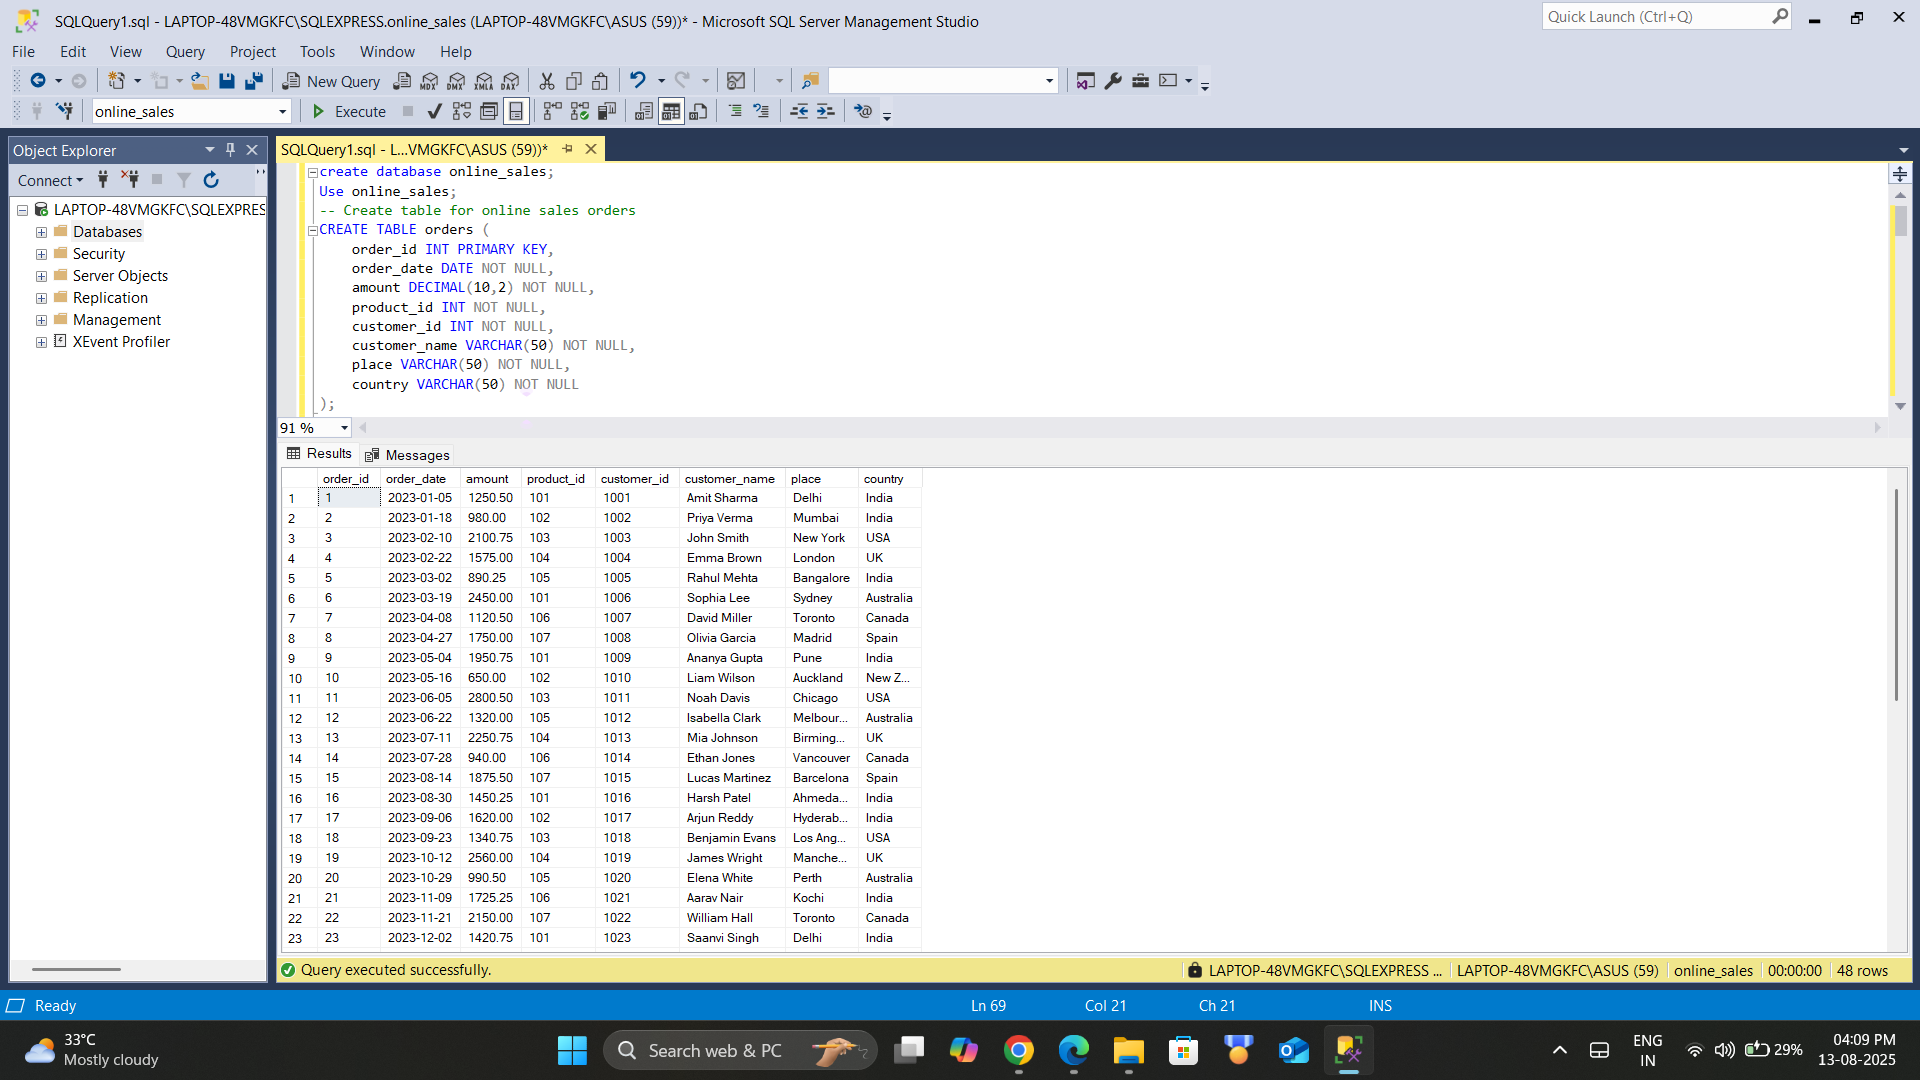 SQLQuery1.sql - LAPTOP-48VMGKFC\SQLEXPRESS.online_sales (LAPTOP-48VMGKFC\ASUS (59))* - Microsoft SQL Server Management Studio
Quick Launch (Ctrl+Q)
File Edit View Query Project Tools Window Help
New Query MDX DMX XMLA DAX
online_sales Execute
Object Explorer
Connect
LAPTOP-48VMGKFC\SQLEXPRES
Databases
Security
Server Objects
Replication
Management
XEvent Profiler
SQLQuery1.sql - L...VMGKFC\ASUS (59))*
create database online_sales;
Use online_sales;
-- Create table for online sales orders
CREATE TABLE orders (
order_id INT PRIMARY KEY,
order_date DATE NOT NULL,
amount DECIMAL(10,2) NOT NULL,
product_id INT NOT NULL,
customer_id INT NOT NULL,
customer_name VARCHAR(50) NOT NULL,
place VARCHAR(50) NOT NULL,
country VARCHAR(50) NOT NULL
);
91 %
Results Messages
order_id order_date amount product_id customer_id customer_name place country
1 1 2023-01-05 1250.50 101 1001 Amit Sharma Delhi India
2 2 2023-01-18 980.00 102 1002 Priya Verma Mumbai India
3 3 2023-02-10 2100.75 103 1003 John Smith New York USA
4 4 2023-02-22 1575.00 104 1004 Emma Brown London UK
5 5 2023-03-02 890.25 105 1005 Rahul Mehta Bangalore India
6 6 2023-03-19 2450.00 101 1006 Sophia Lee Sydney Australia
7 7 2023-04-08 1120.50 106 1007 David Miller Toronto Canada
8 8 2023-04-27 1750.00 107 1008 Olivia Garcia Madrid Spain
9 9 2023-05-04 1950.75 101 1009 Ananya Gupta Pune India
10 10 2023-05-16 650.00 102 1010 Liam Wilson Auckland New Z...
11 11 2023-06-05 2800.50 103 1011 Noah Davis Chicago USA
12 12 2023-06-22 1320.00 105 1012 Isabella Clark Melbour... Australia
13 13 2023-07-11 2250.75 104 1013 Mia Johnson Birming... UK
14 14 2023-07-28 940.00 106 1014 Ethan Jones Vancouver Canada
15 15 2023-08-14 1875.50 107 1015 Lucas Martinez Barcelona Spain
16 16 2023-08-30 1450.25 101 1016 Harsh Patel Ahmeda... India
17 17 2023-09-06 1620.00 102 1017 Arjun Reddy Hyderab... India
18 18 2023-09-23 1340.75 103 1018 Benjamin Evans Los Ang... USA
19 19 2023-10-12 2560.00 104 1019 James Wright Manche... UK
20 20 2023-10-29 990.50 105 1020 Elena White Perth Australia
21 21 2023-11-09 1725.25 106 1021 Aarav Nair Kochi India
22 22 2023-11-21 2150.00 107 1022 William Hall Toronto Canada
23 23 2023-12-02 1420.75 101 1023 Saanvi Singh Delhi India
Query executed successfully. LAPTOP-48VMGKFC\SQLEXPRESS ... LAPTOP-48VMGKFC\ASUS (59) online_sales 00:00:00 48 rows
Ready Ln 69 Col 21 Ch 21 INS
33°C
Mostly cloudy
Search web & PC
ENG
IN
29%
04:09 PM
13-08-2025